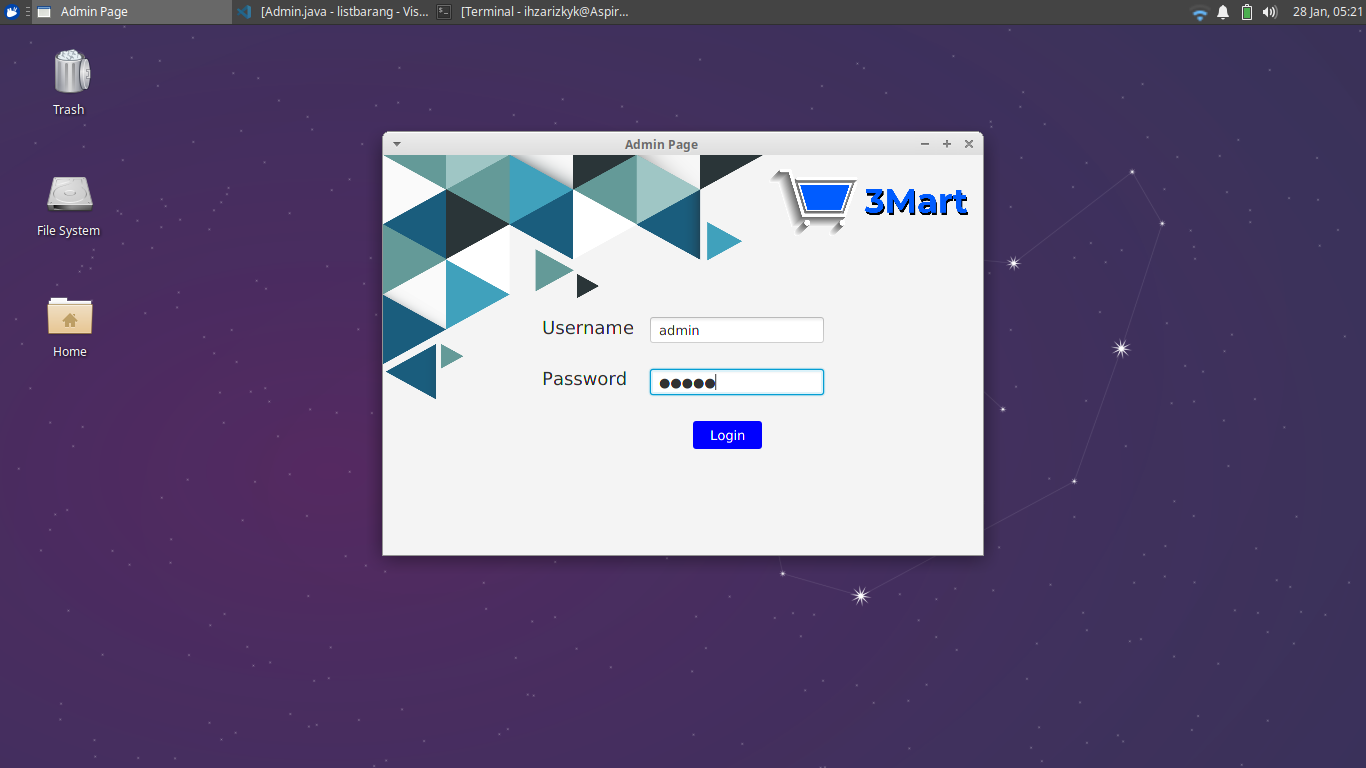 Admin Page
[Admin.java - listbarang - Vis...
[Terminal - ihzarizkyk@Aspir...
28 Jan, 05:21
Trash
File System
Home
Admin Page
3Mart
Username
admin
Password
●●●●●
Login